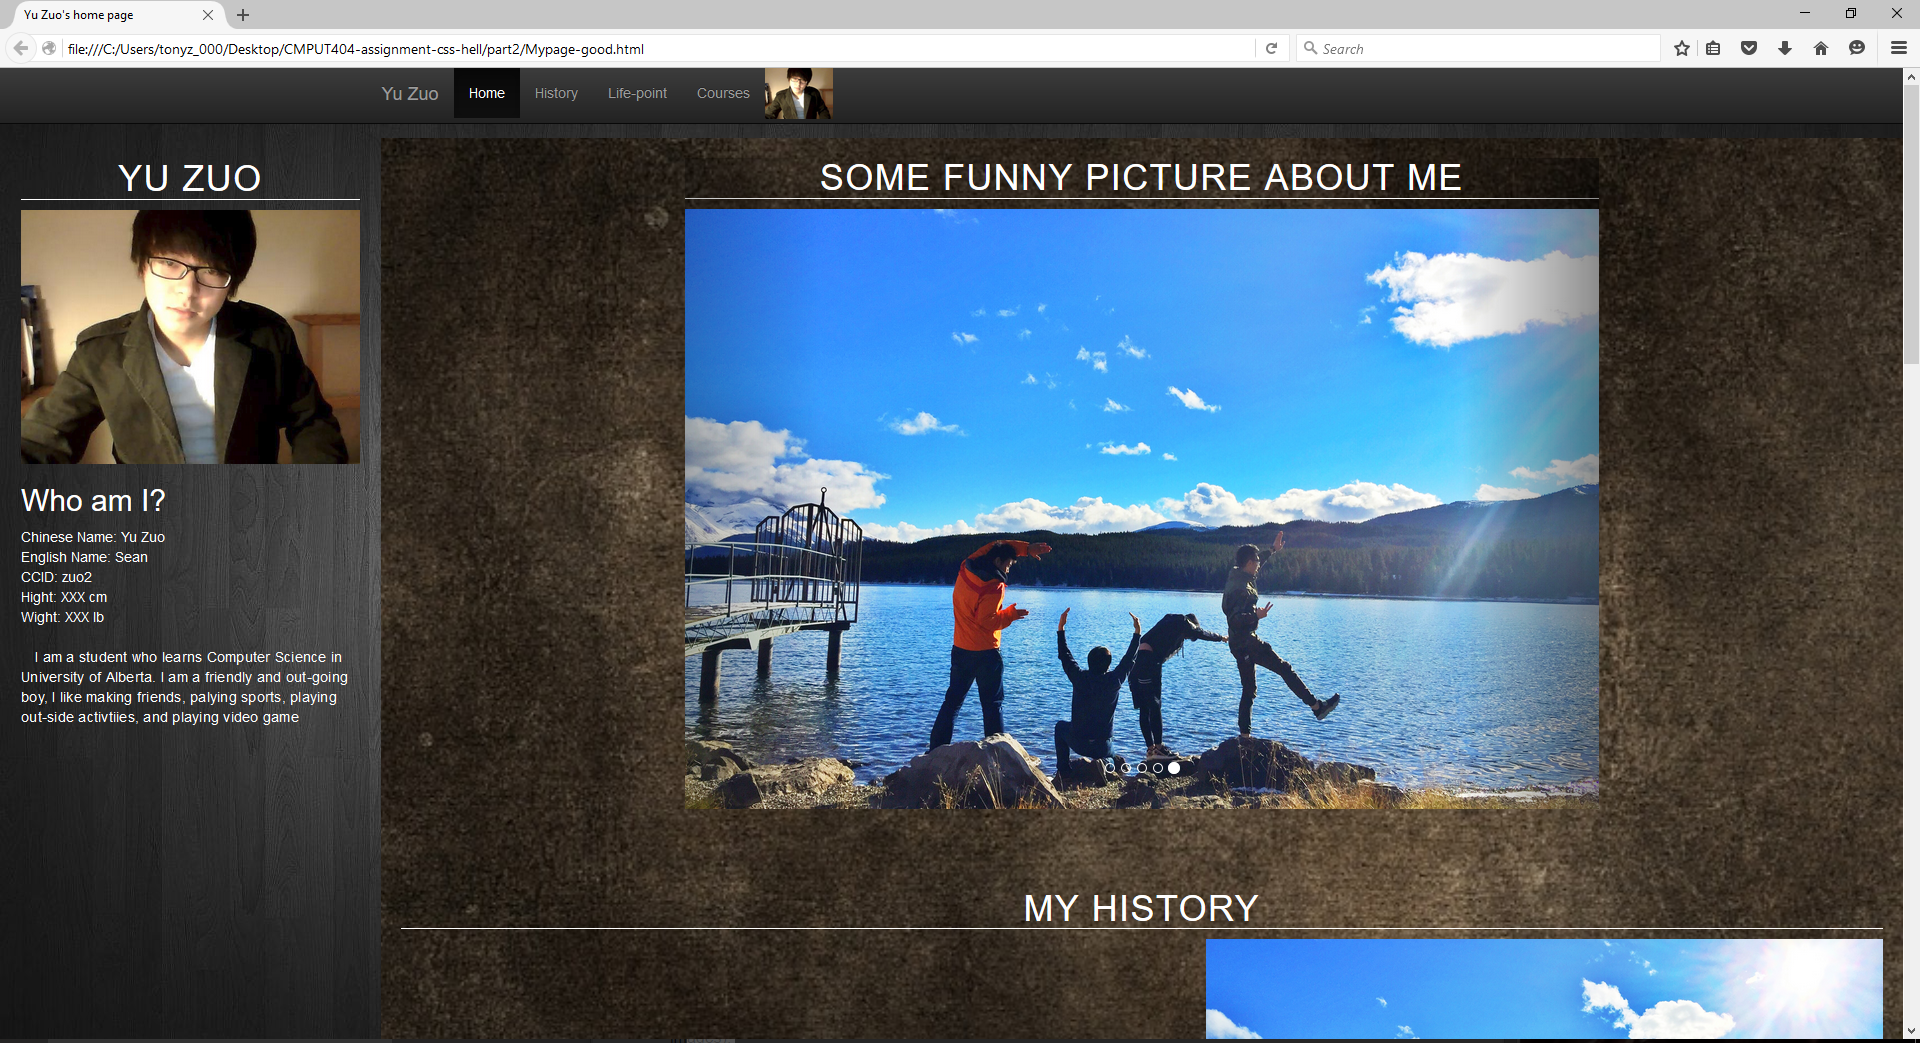 Yu Zuo's home page
file:///C:/Users/tonyz_000/Desktop/CMPUT404-assignment-css-hell/part2/Mypage-good.html
Search
Yu Zuo Home History Life-point Courses
YU ZUO
Who am I?
Chinese Name: Yu Zuo
English Name: Sean
CCID: zuo2
Hight: XXX cm
Wight: XXX lb
I am a student who learns Computer Science in
University of Alberta. I am a friendly and out-going
boy, I like making friends, palying sports, playing
out-side activtiies, and playing video game
SOME FUNNY PICTURE ABOUT ME
MY HISTORY